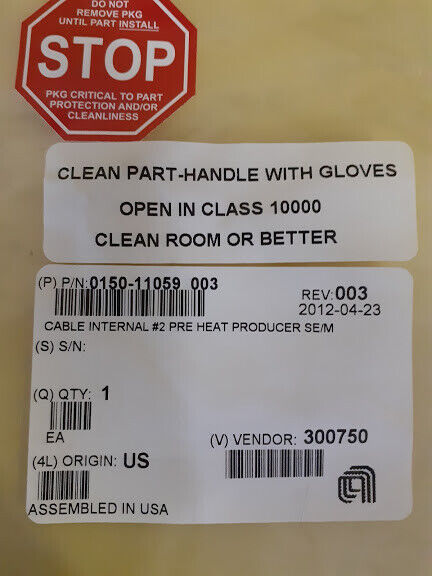 DO NOT
REMOVE PKG
UNTIL PART INSTALL
STOP
PKG CRITICAL TO PART
PROTECTION AND/OR
CLEANLINESS
CLEAN PART-HANDLE WITH GLOVES
OPEN IN CLASS 10000
CLEAN ROOM OR BETTER
(P) P/N:0150-11059 003
REV:003
2012-04-23
CABLE INTERNAL #2 PRE HEAT PRODUCER SE/M
(S) S/N:
(Q) QTY: 1
EA
(V) VENDOR: 300750
(4L) ORIGIN: US
ASSEMBLED IN USA